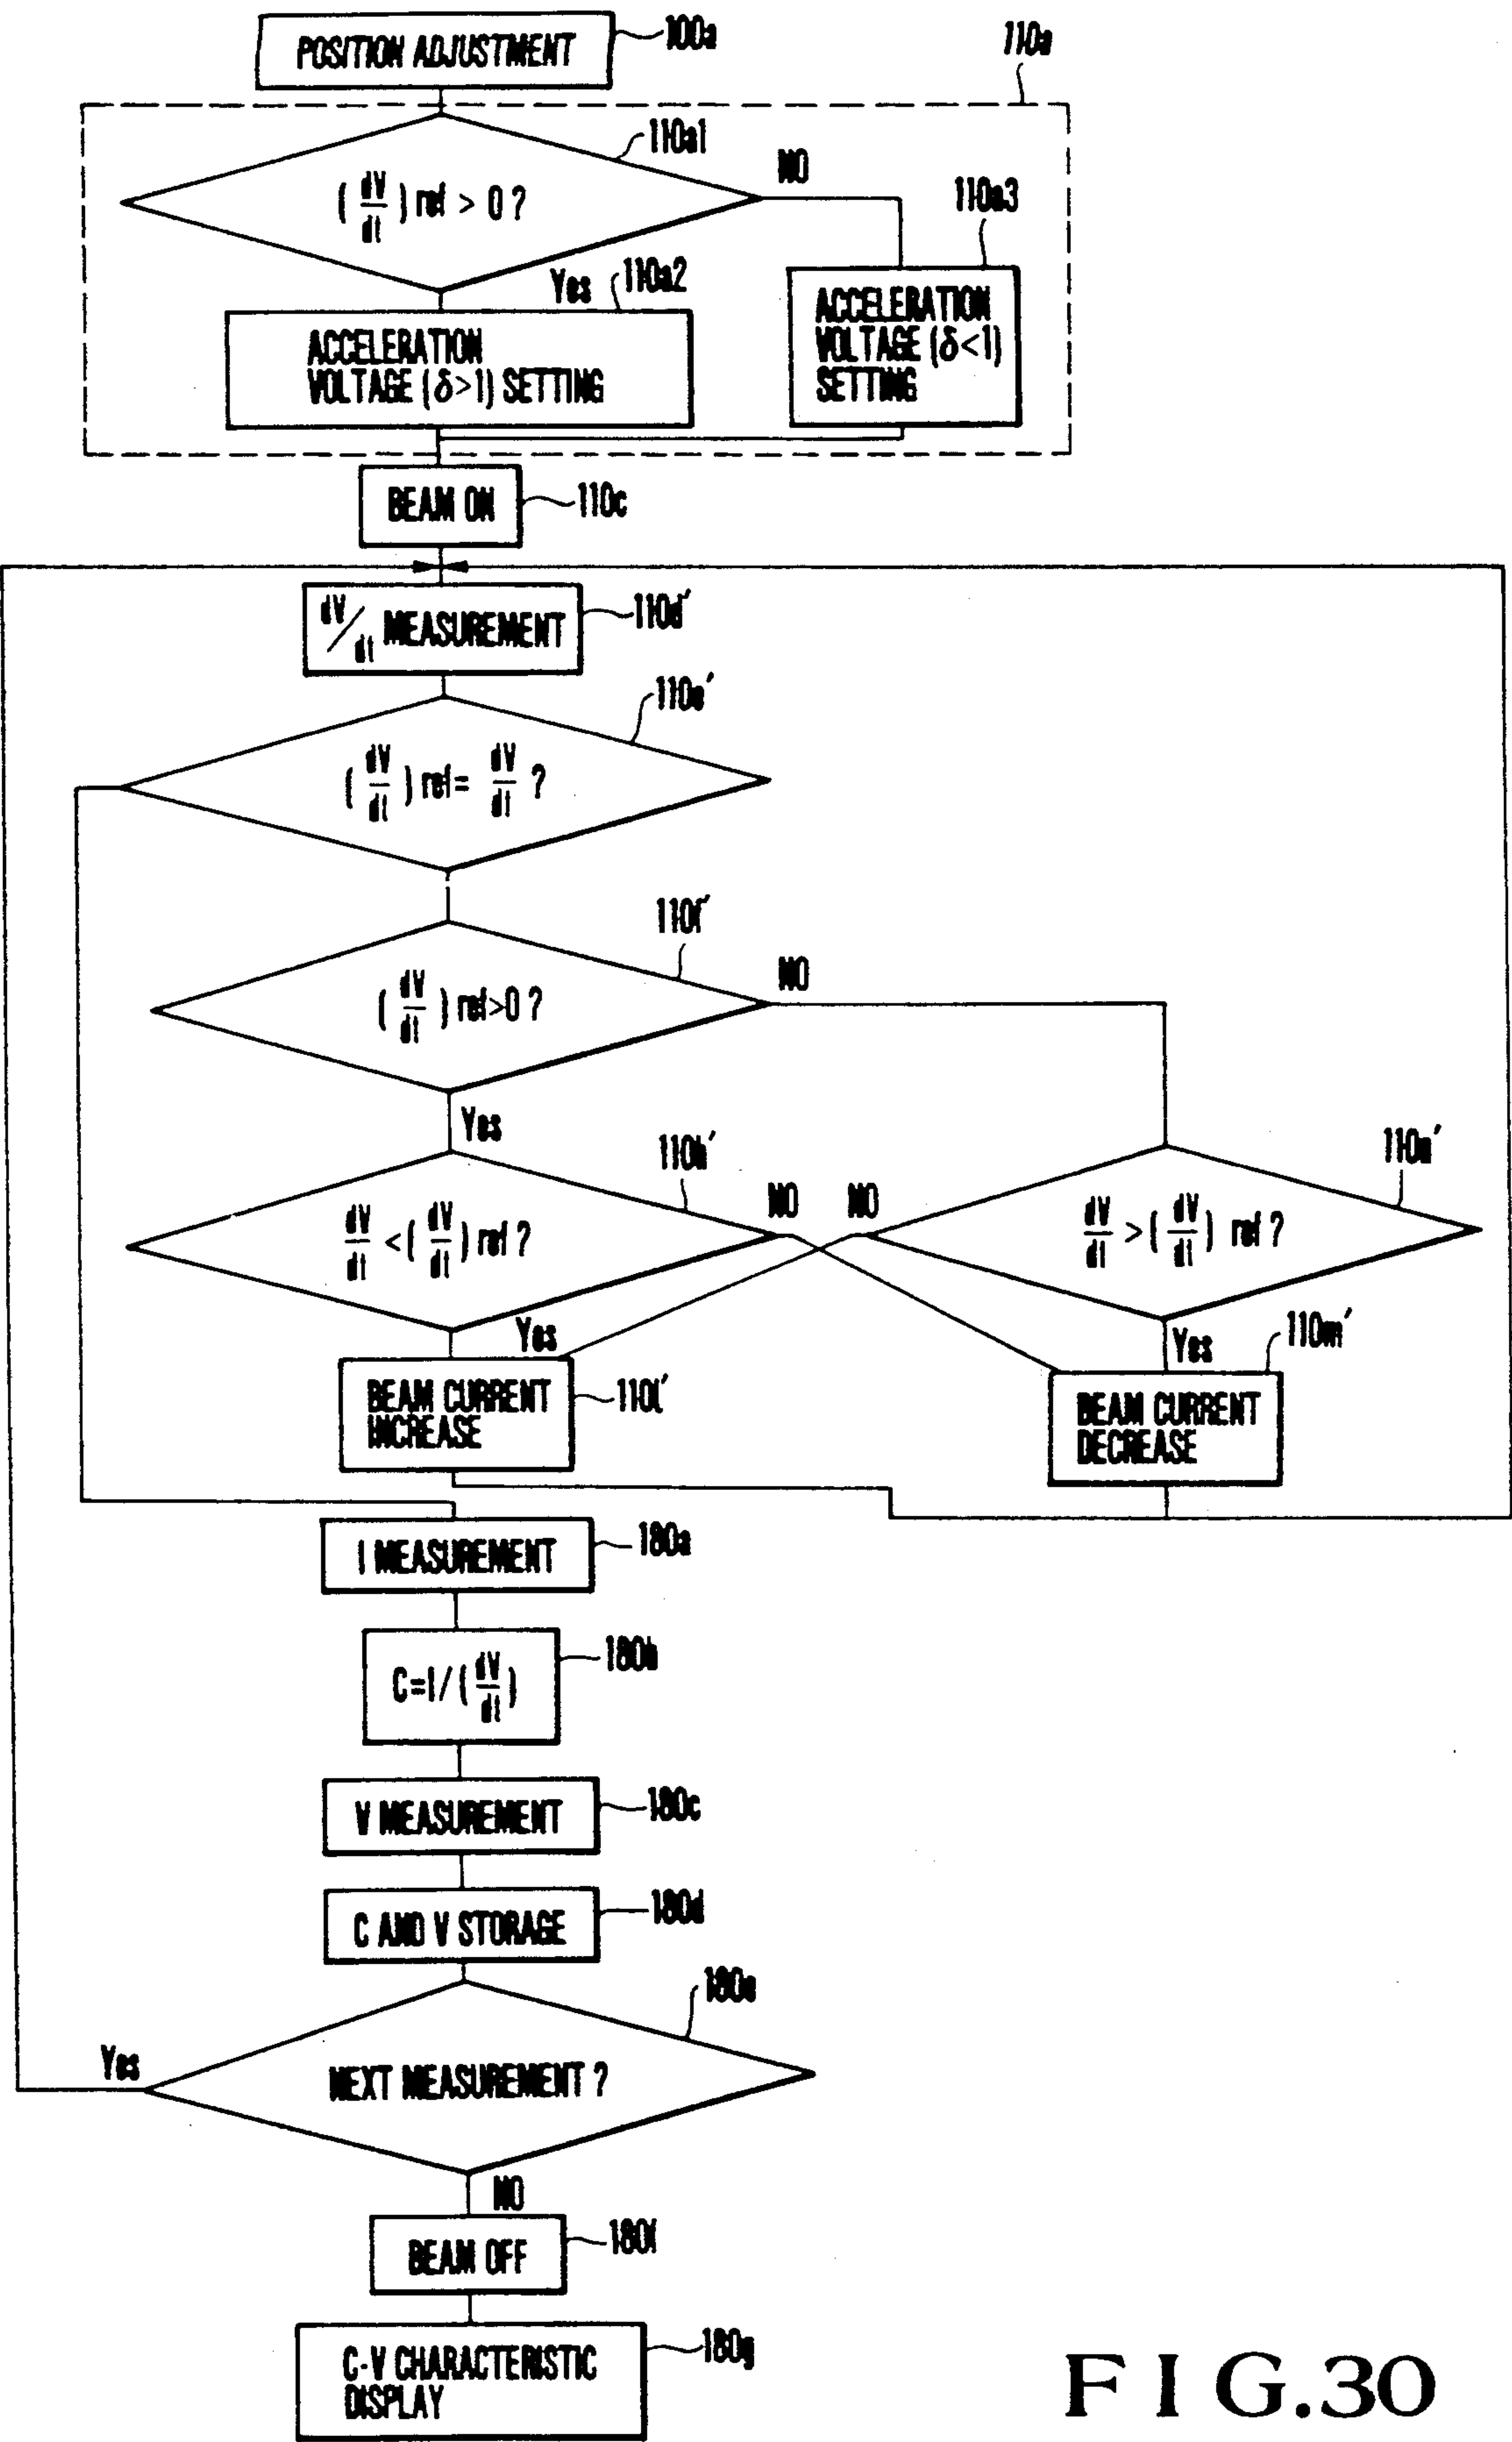 POSITION ADJUSTMENT
100a
110a
110a1
( dV/dt ) ref > 0 ?
NO
110a3
Yes
110a2
ACCELERATION
VOLTAGE (δ>1) SETTING
ACCELERATION
VOLTAGE (δ<1)
SETTING
BEAM ON
110c
dV/dt MEASUREMENT
110d′
110e′
( dV/dt ) ref = dV/dt ?
110f′
( dV/dt ) ref>0 ?
NO
Yes
110h′
110n′
dV/dt < ( dV/dt ) ref ?
NO
NO
dV/dt > ( dV/dt ) ref ?
Yes
Yes
110m′
BEAM CURRENT
INCREASE
BEAM CURRENT
DECREASE
I MEASUREMENT
180a
C=I/( dV/dt )
180b
V MEASUREMENT
180c
C AND V STORAGE
180d
180e
Yes
NEXT MEASUREMENT ?
NO
BEAM OFF
180f
C-V CHARACTERISTIC
DISPLAY
180g
FIG.30